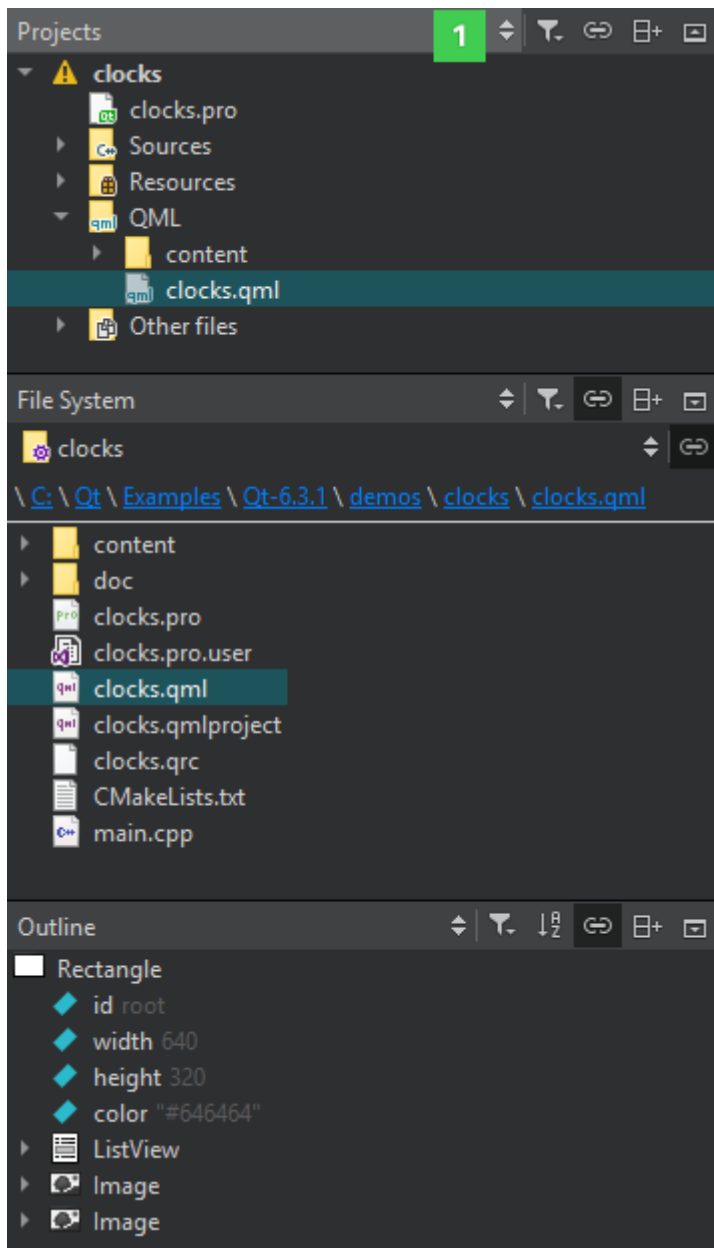 Projects 1
clocks
clocks.pro
Sources
Resources
QML
content
clocks.qml
Other files
File System
clocks
\ C: \ Qt \ Examples \ Qt-6.3.1 \ demos \ clocks \ clocks.qml
content
doc
clocks.pro
clocks.pro.user
clocks.qml
clocks.qmlproject
clocks.qrc
CMakeLists.txt
main.cpp
Outline
Rectangle
id root
width 640
height 320
color "#646464"
ListView
Image
Image